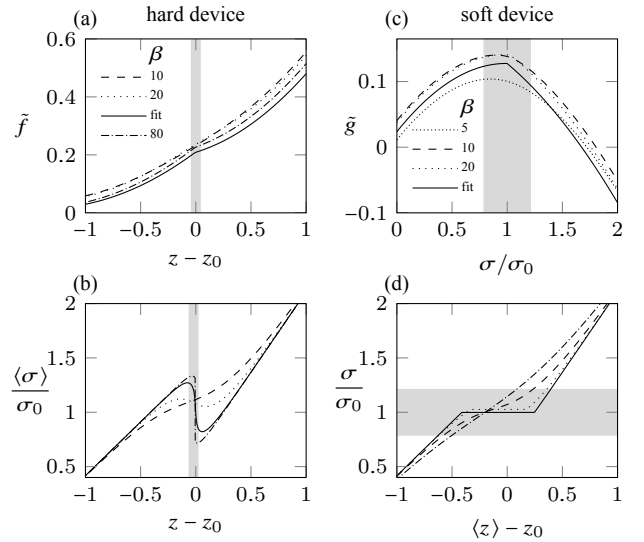 hard device
soft device
(a)
(c)
0.6
0.4
0.2
0
f̃
β
10
20
fit
80
−1
−0.5
0
0.5
1
z − z₀
0.1
0
−0.1
g̃
β
5
10
20
fit
0
0.5
1
1.5
2
σ/σ₀
(b)
(d)
2
1.5
1
0.5
⟨σ⟩
σ₀
−1
−0.5
0
0.5
1
z − z₀
2
1.5
1
0.5
σ
σ₀
−1
−0.5
0
0.5
1
⟨z⟩ − z₀